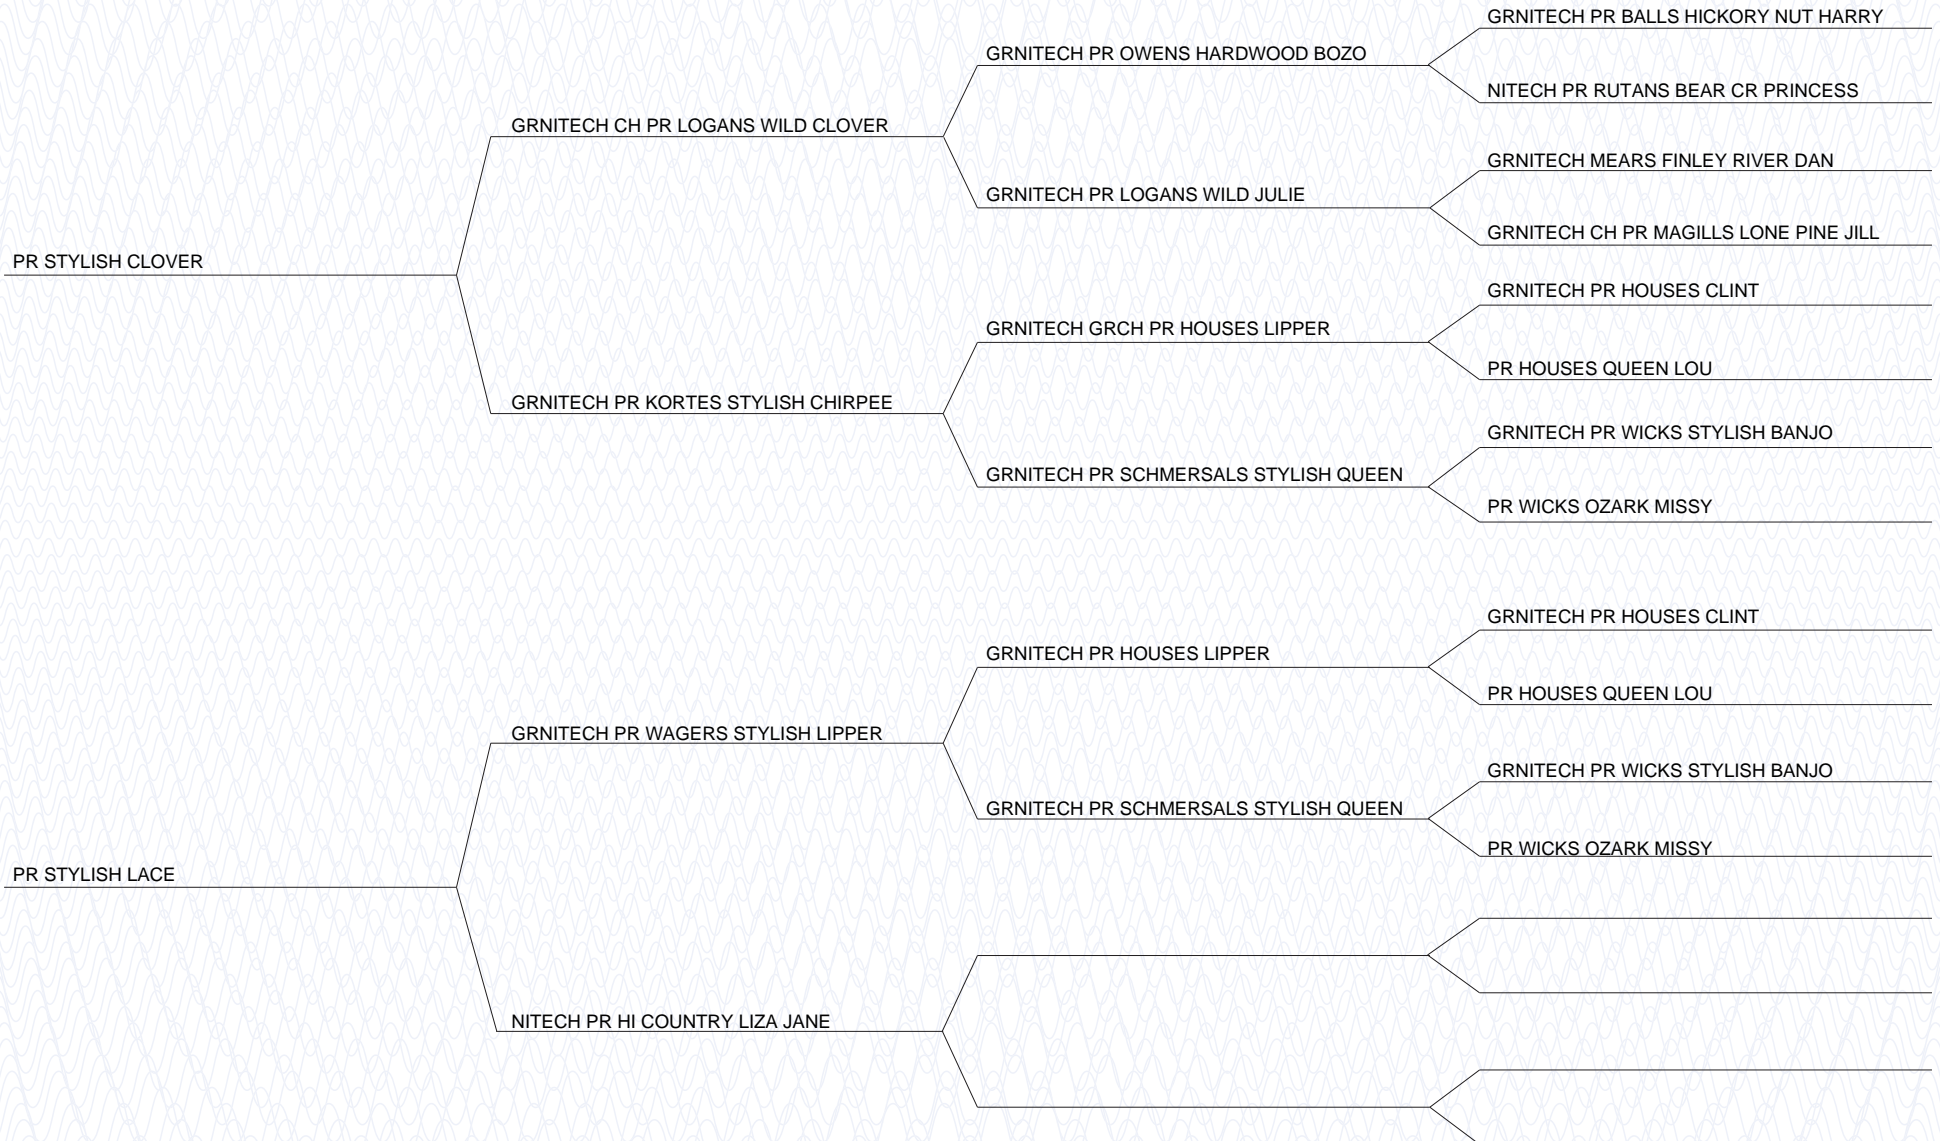 GRNITECH PR BALLS HICKORY NUT HARRY
GRNITECH PR OWENS HARDWOOD BOZO
NITECH PR RUTANS BEAR CR PRINCESS
GRNITECH CH PR LOGANS WILD CLOVER
GRNITECH MEARS FINLEY RIVER DAN
GRNITECH PR LOGANS WILD JULIE
GRNITECH CH PR MAGILLS LONE PINE JILL
PR STYLISH CLOVER
GRNITECH PR HOUSES CLINT
GRNITECH GRCH PR HOUSES LIPPER
PR HOUSES QUEEN LOU
GRNITECH PR KORTES STYLISH CHIRPEE
GRNITECH PR WICKS STYLISH BANJO
GRNITECH PR SCHMERSALS STYLISH QUEEN
PR WICKS OZARK MISSY
GRNITECH PR HOUSES CLINT
GRNITECH PR HOUSES LIPPER
PR HOUSES QUEEN LOU
GRNITECH PR WAGERS STYLISH LIPPER
GRNITECH PR WICKS STYLISH BANJO
GRNITECH PR SCHMERSALS STYLISH QUEEN
PR WICKS OZARK MISSY
PR STYLISH LACE
NITECH PR HI COUNTRY LIZA JANE